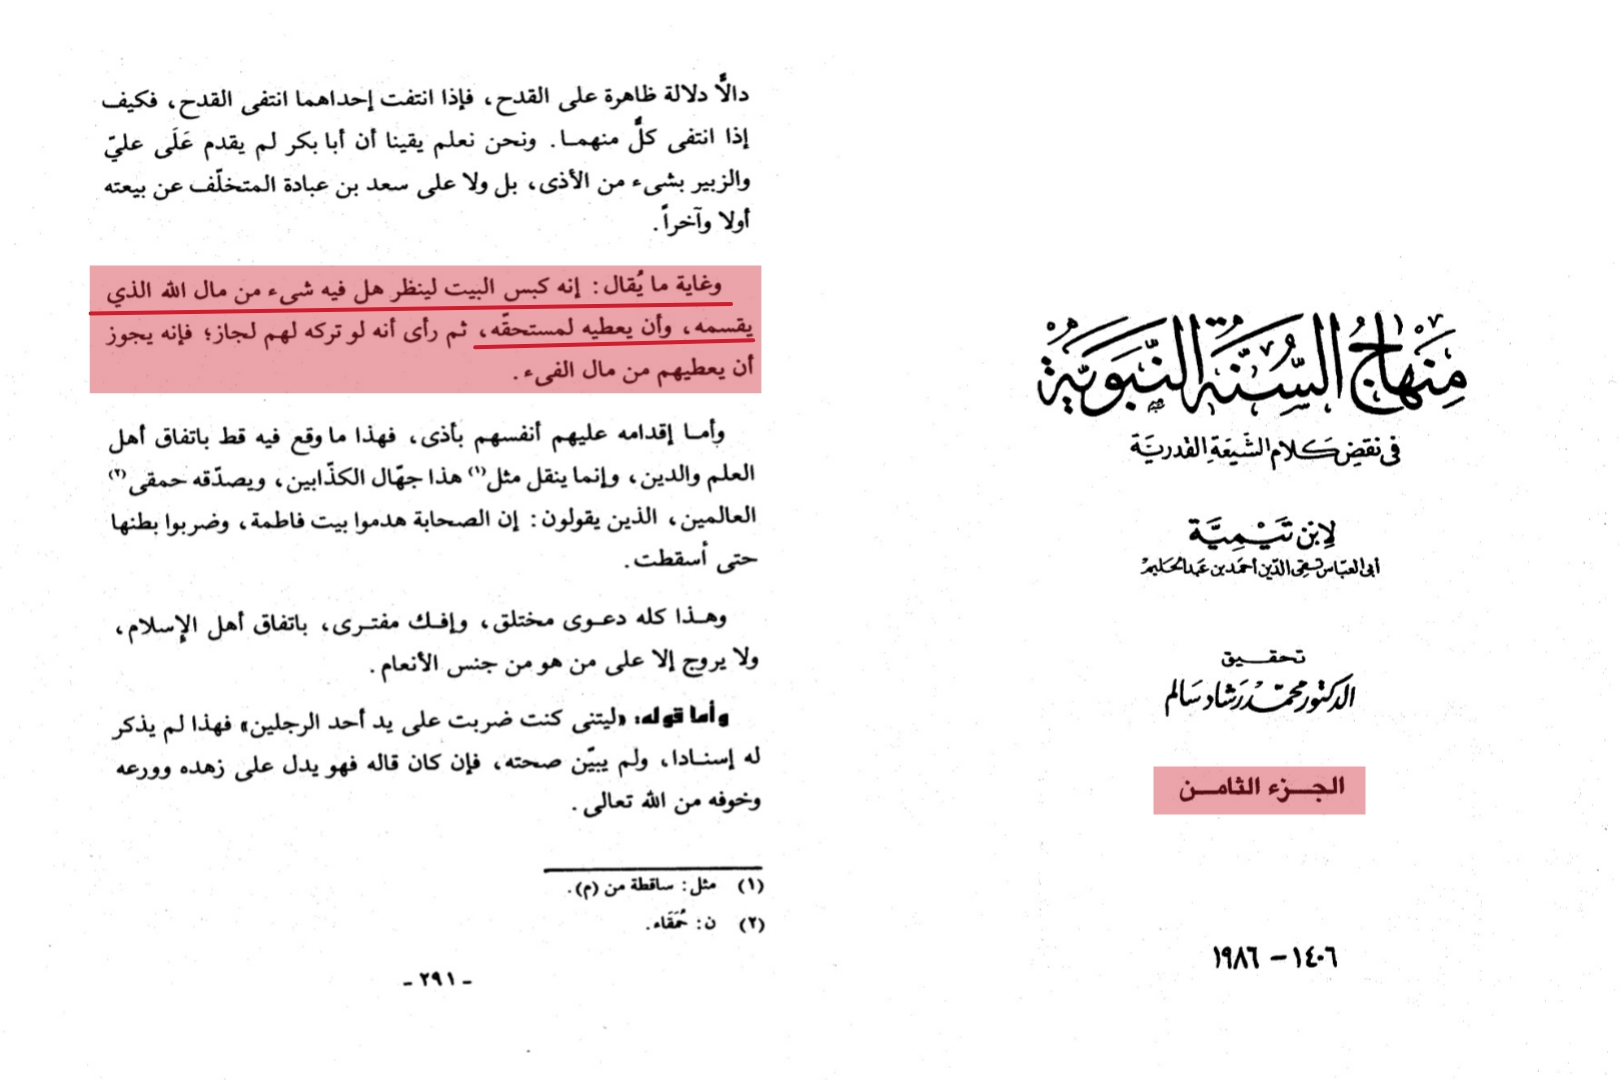 منهاج السنة النبوية
في نقض كلام الشيعة القدرية
لابن تيمية
أبي العباس تقي الدين أحمد بن عبد الحليم
تحقيق
الدكتور محمد رشاد سالم
الجزء الثامن
١٤٠٦ – ١٩٨٦
دالًّا دلالة ظاهرة على القدح، فإذا انتفت إحداهما انتفى القدح، فكيف
إذا انتفى كلٌّ منهما. ونحن نعلم يقينا أن أبا بكر لم يقدم عَلَى عليّ
والزبير بشىء من الأذى، بل ولا على سعد بن عبادة المتخلّف عن بيعته
أولا وآخراً.
وغاية ما يُقال: إنه كبس البيت لينظر هل فيه شىء من مال الله الذي
يقسمه، وأن يعطيه لمستحقّه، ثم رأى أنه لو تركه لهم لجاز؛ فإنه يجوز
أن يعطيهم من مال الفىء.
وأما إقدامه عليهم أنفسهم بأذى، فهذا ما وقع فيه قط باتفاق أهل
العلم والدين، وإنما ينقل مثل(١) هذا جهّال الكذّابين، ويصدّقه حمقى(٢)
العالمين، الذين يقولون: إن الصحابة هدموا بيت فاطمة، وضربوا بطنها
حتى أسقطت.
وهذا كله دعوى مختلق، وإفك مفترى، باتفاق أهل الإسلام،
ولا يروج إلا على من هو من جنس الأنعام.
وأما قوله: «ليتنى كنت ضربت على يد أحد الرجلين» فهذا لم يذكر
له إسنادا، ولم يبيّن صحته، فإن كان قاله فهو يدل على زهده وورعه
وخوفه من الله تعالى.
(١) مثل: ساقطة من (م).
(٢) ن: حُمَقَاء.
- ٢٩١ -